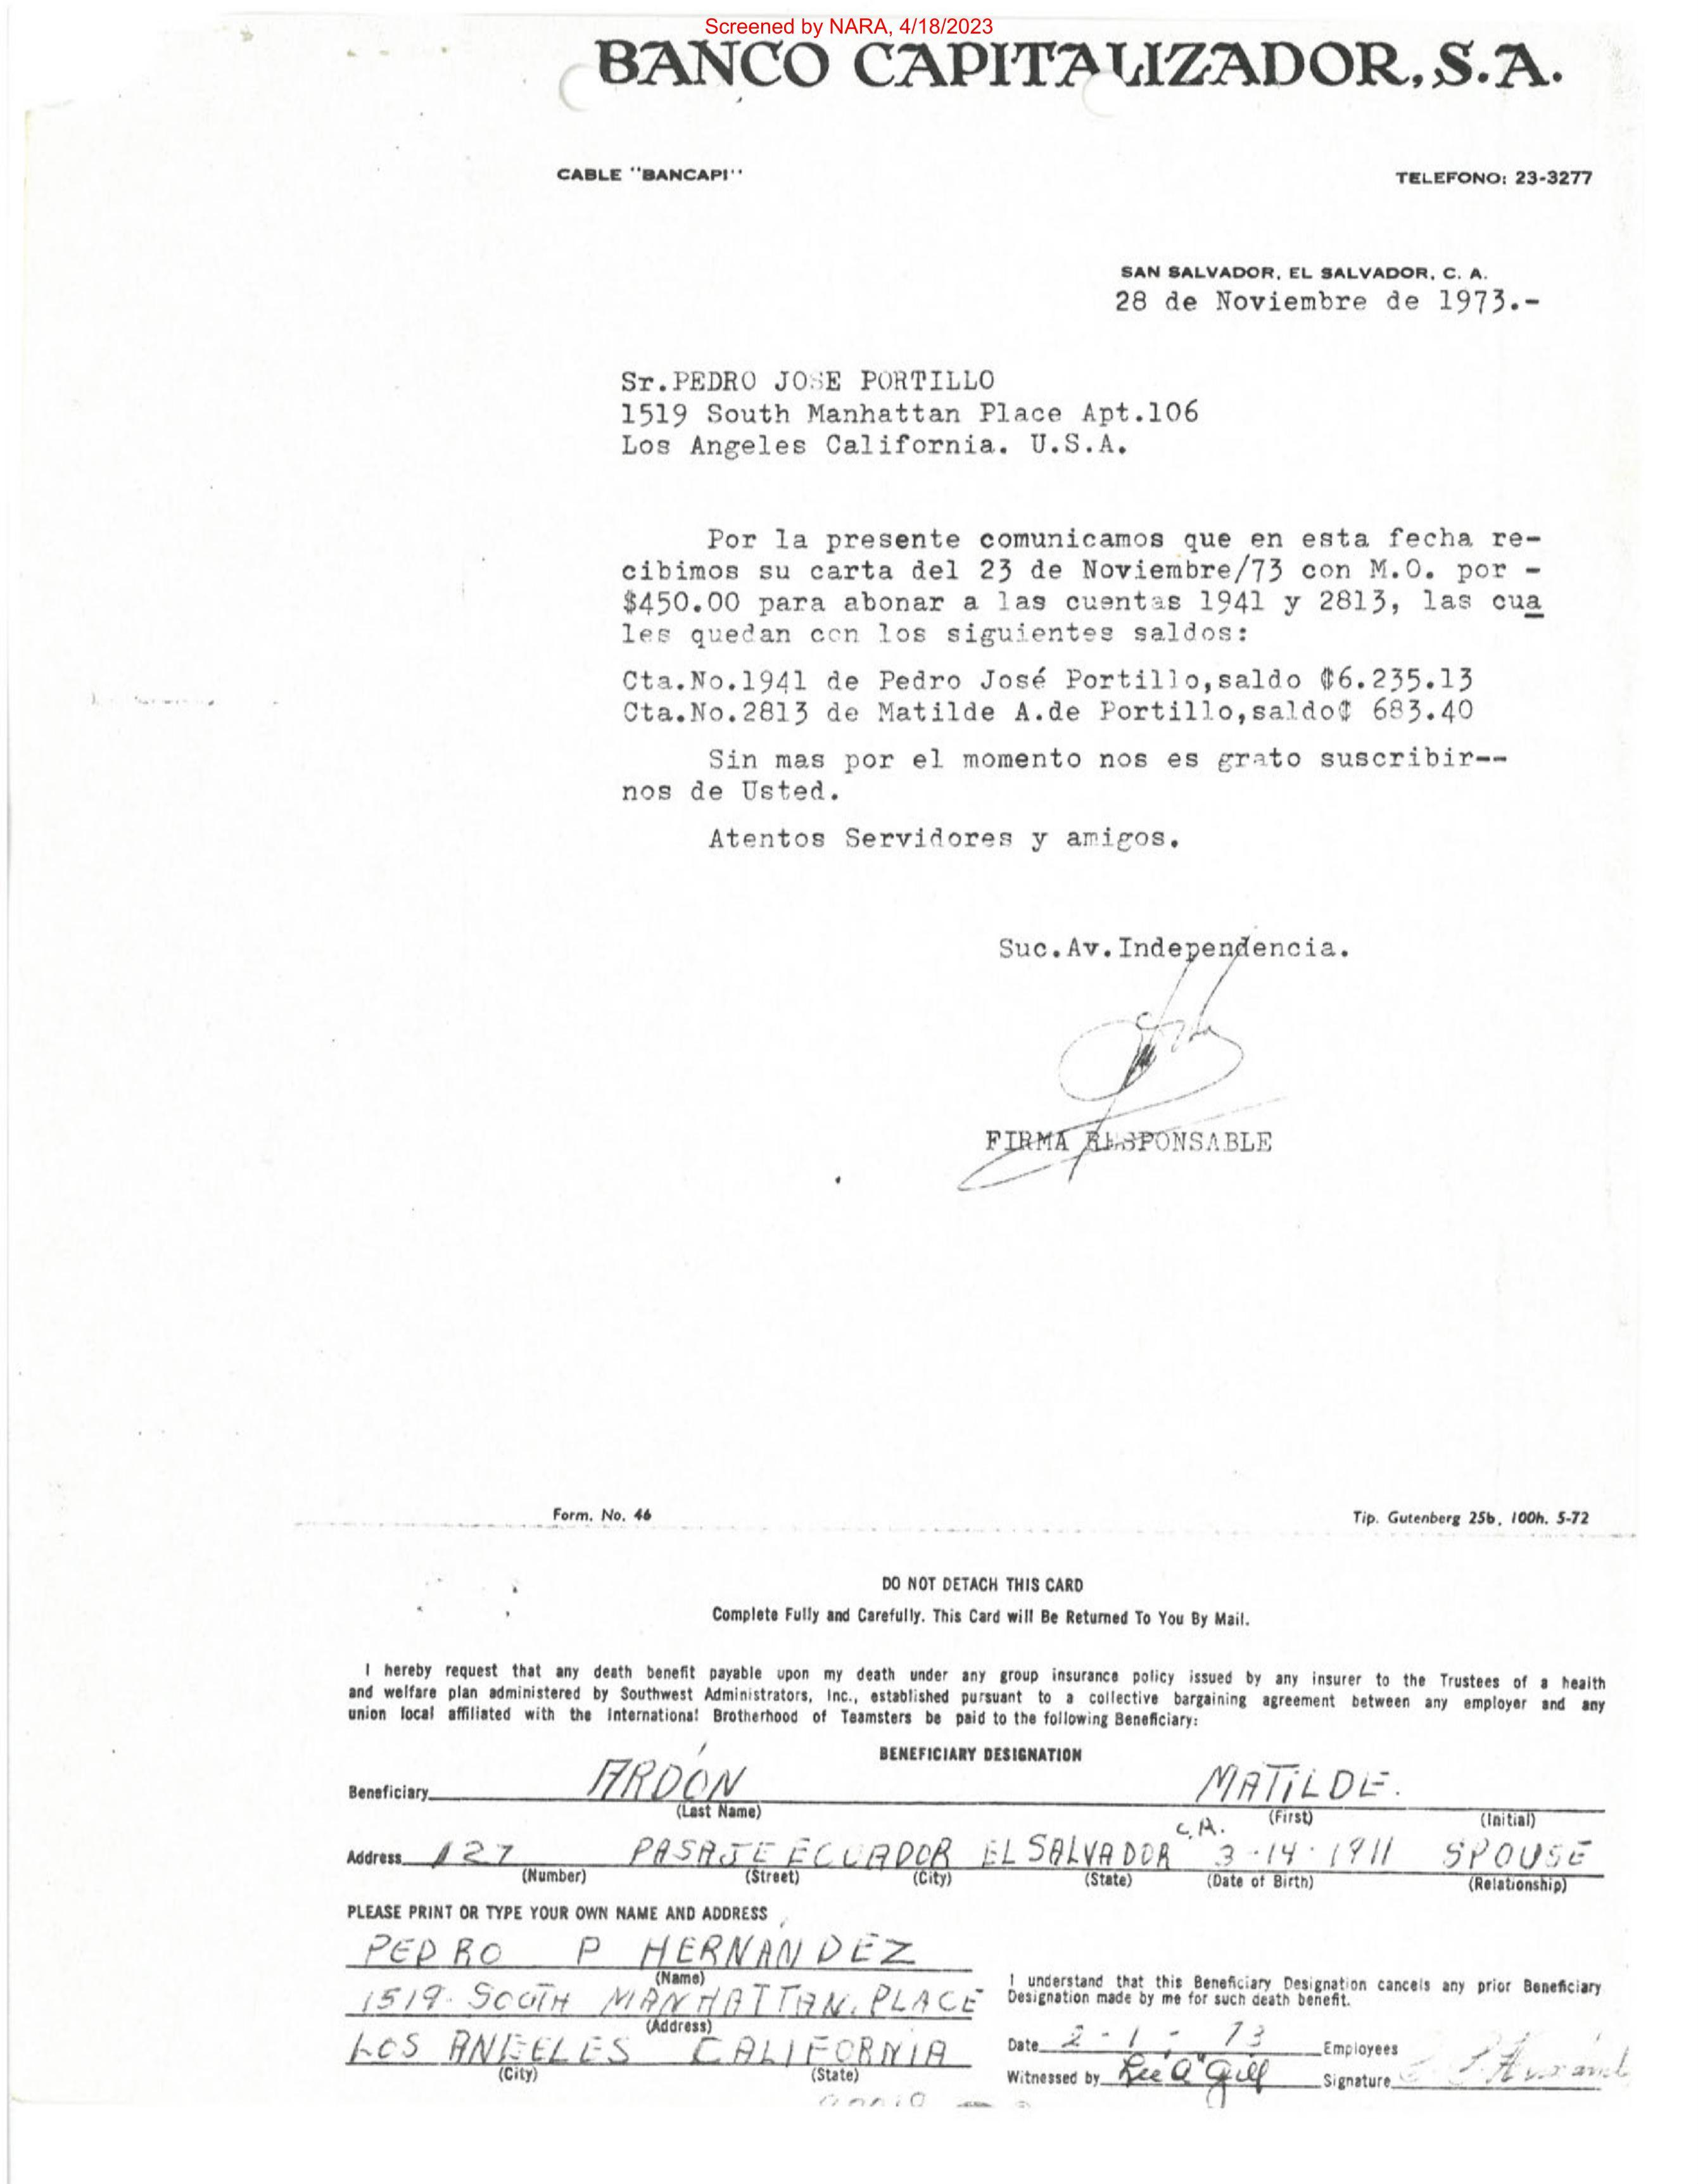 Screened by NARA, 4/18/2023
BANCO CAPITALIZADOR, S.A.
CABLE "BANCAPI" TELEFONO: 23-3277
SAN SALVADOR, EL SALVADOR, C. A.
28 de Noviembre de 1973.-
Sr.PEDRO JOSE PORTILLO
1519 South Manhattan Place Apt.106
Los Angeles California. U.S.A.
Por la presente comunicamos que en esta fecha re-
cibimos su carta del 23 de Noviembre/73 con M.O. por -
$450.00 para abonar a las cuentas 1941 y 2813, las cua
les quedan con los siguientes saldos:
Cta.No.1941 de Pedro José Portillo,saldo ₡6.235.13
Cta.No.2813 de Matilde A.de Portillo,saldo₡ 683.40
Sin mas por el momento nos es grato suscribir--
nos de Usted.
Atentos Servidores y amigos.
Suc.Av.Independencia.
FIRMA RESPONSABLE
Form. No. 46 Tip. Gutenberg 25b, 100h. 5-72
DO NOT DETACH THIS CARD
Complete Fully and Carefully. This Card will Be Returned To You By Mail.
I hereby request that any death benefit payable upon my death under any group insurance policy issued by any insurer to the Trustees of a health
and welfare plan administered by Southwest Administrators, Inc., established pursuant to a collective bargaining agreement between any employer and any
union local affiliated with the International Brotherhood of Teamsters be paid to the following Beneficiary:
BENEFICIARY DESIGNATION
Beneficiary ARDÓN MATILDE.
(Last Name) (First) (Initial)
C.A.
Address 127 PASAJE ECUADOR EL SALVADOR 3-14-1911 SPOUSE
(Number) (Street) (City) (State) (Date of Birth) (Relationship)
PLEASE PRINT OR TYPE YOUR OWN NAME AND ADDRESS
PEDRO P HERNANDEZ
(Name)
1519- SOUTH MANHATTAN. PLACE
(Address)
LOS ANGELES CALIFORNIA
(City) (State)
I understand that this Beneficiary Designation cancels any prior Beneficiary
Designation made by me for such death benefit.
Date 2-1-73 Employees
Witnessed by Lee "A" Gill Signature